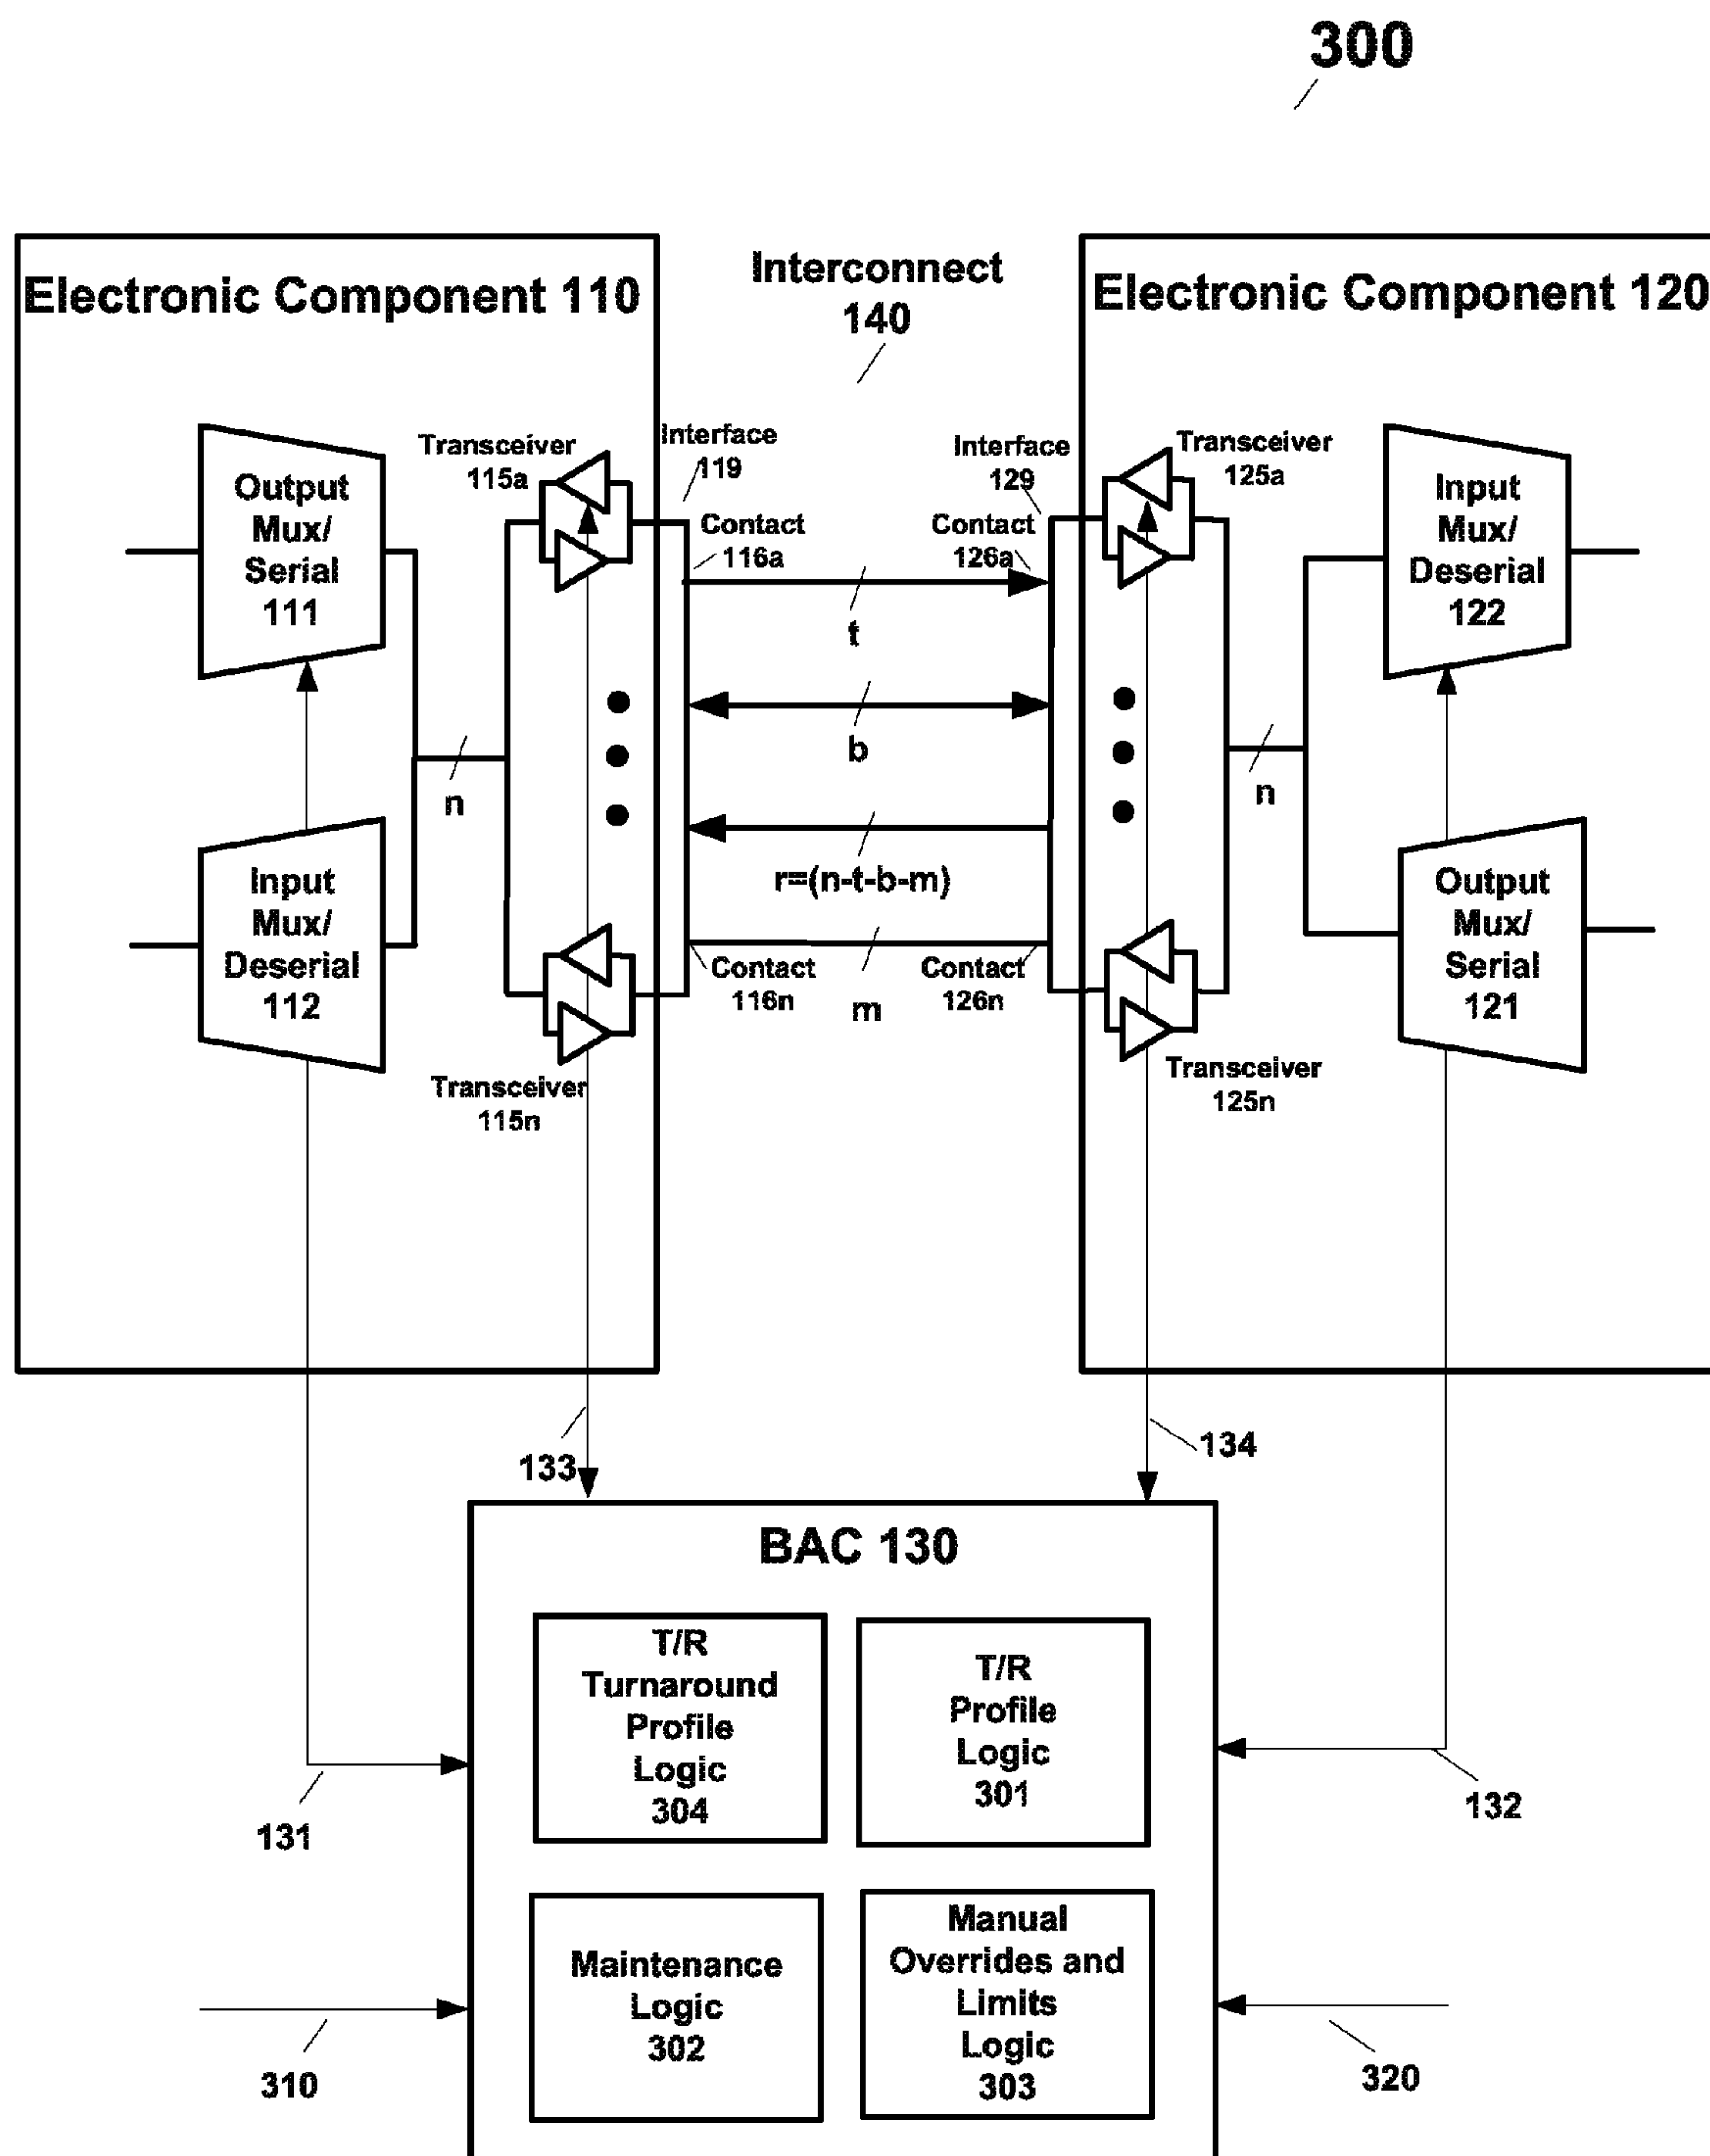 300
Electronic Component 110
Interconnect
140
Electronic Component 120
Output
Mux/
Serial
111
Transceiver
115a
Interface
119
Contact
116a
Interface
129
Contact
126a
Transceiver
125a
Input
Mux/
Deserial
122
t
b
n
n
r=(n-t-b-m)
Input
Mux/
Deserial
112
Contact
116n
m
Contact
126n
Output
Mux/
Serial
121
Transceiver
115n
Transceiver
125n
133
134
BAC 130
T/R
Turnaround
Profile
Logic
304
T/R
Profile
Logic
301
131
132
Maintenance
Logic
302
Manual
Overrides and
Limits
Logic
303
310
320